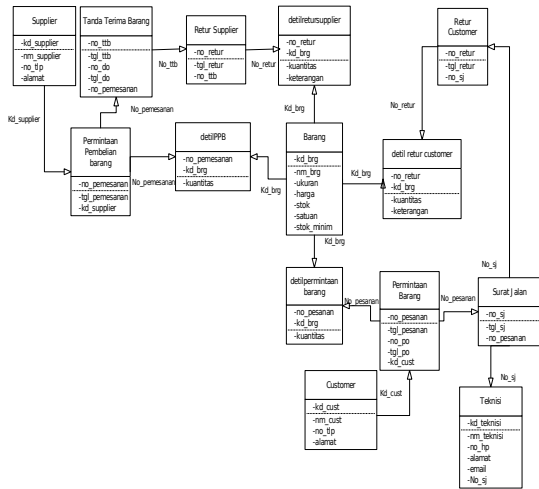 Supplier
-kd_supplier
-nm_supplier
-no_tlp
-alamat
Tanda Terima Barang
-no_ttb
-tgl_ttb
-no_do
-tgl_do
-no_pemesanan
Retur Supplier
-no_retur
-tgl_retur
-no_ttb
detilretursupplier
-no_retur
-kd_brg
-kuantitas
-keterangan
Retur
Customer
-no_retur
-tgl_retur
-no_sj
No_ttb
No_retur
No_retur
Kd_supplier
No_pemesanan
Kd_brg
Permintaan
Pembelian
barang
-no_pemesanan
-tgl_pemesanan
-kd_supplier
No_pemesanan
detilPPB
-no_pemesanan
-kd_brg
-kuantitas
Kd_brg
Barang
-kd_brg
-nm_brg
-ukuran
-harga
-stok
-satuan
-stok_minim
Kd_brg
detil retur customer
-no_retur
-kd_brg
-kuantitas
-keterangan
Kd_brg
No_sj
detilpermintaan
barang
-no_pesanan
-kd_brg
-kuantitas
No_pesanan
Permintaan
Barang
-no_pesanan
-tgl_pesanan
-no_po
-tgl_po
-kd_cust
No_pesanan
Surat Jalan
-no_sj
-tgl_sj
-no_pesanan
Customer
-kd_cust
-nm_cust
-no_tlp
-alamat
Kd_cust
No_sj
Teknisi
-kd_teknisi
-nm_teknisi
-no_hp
-alamat
-email
-No_sj